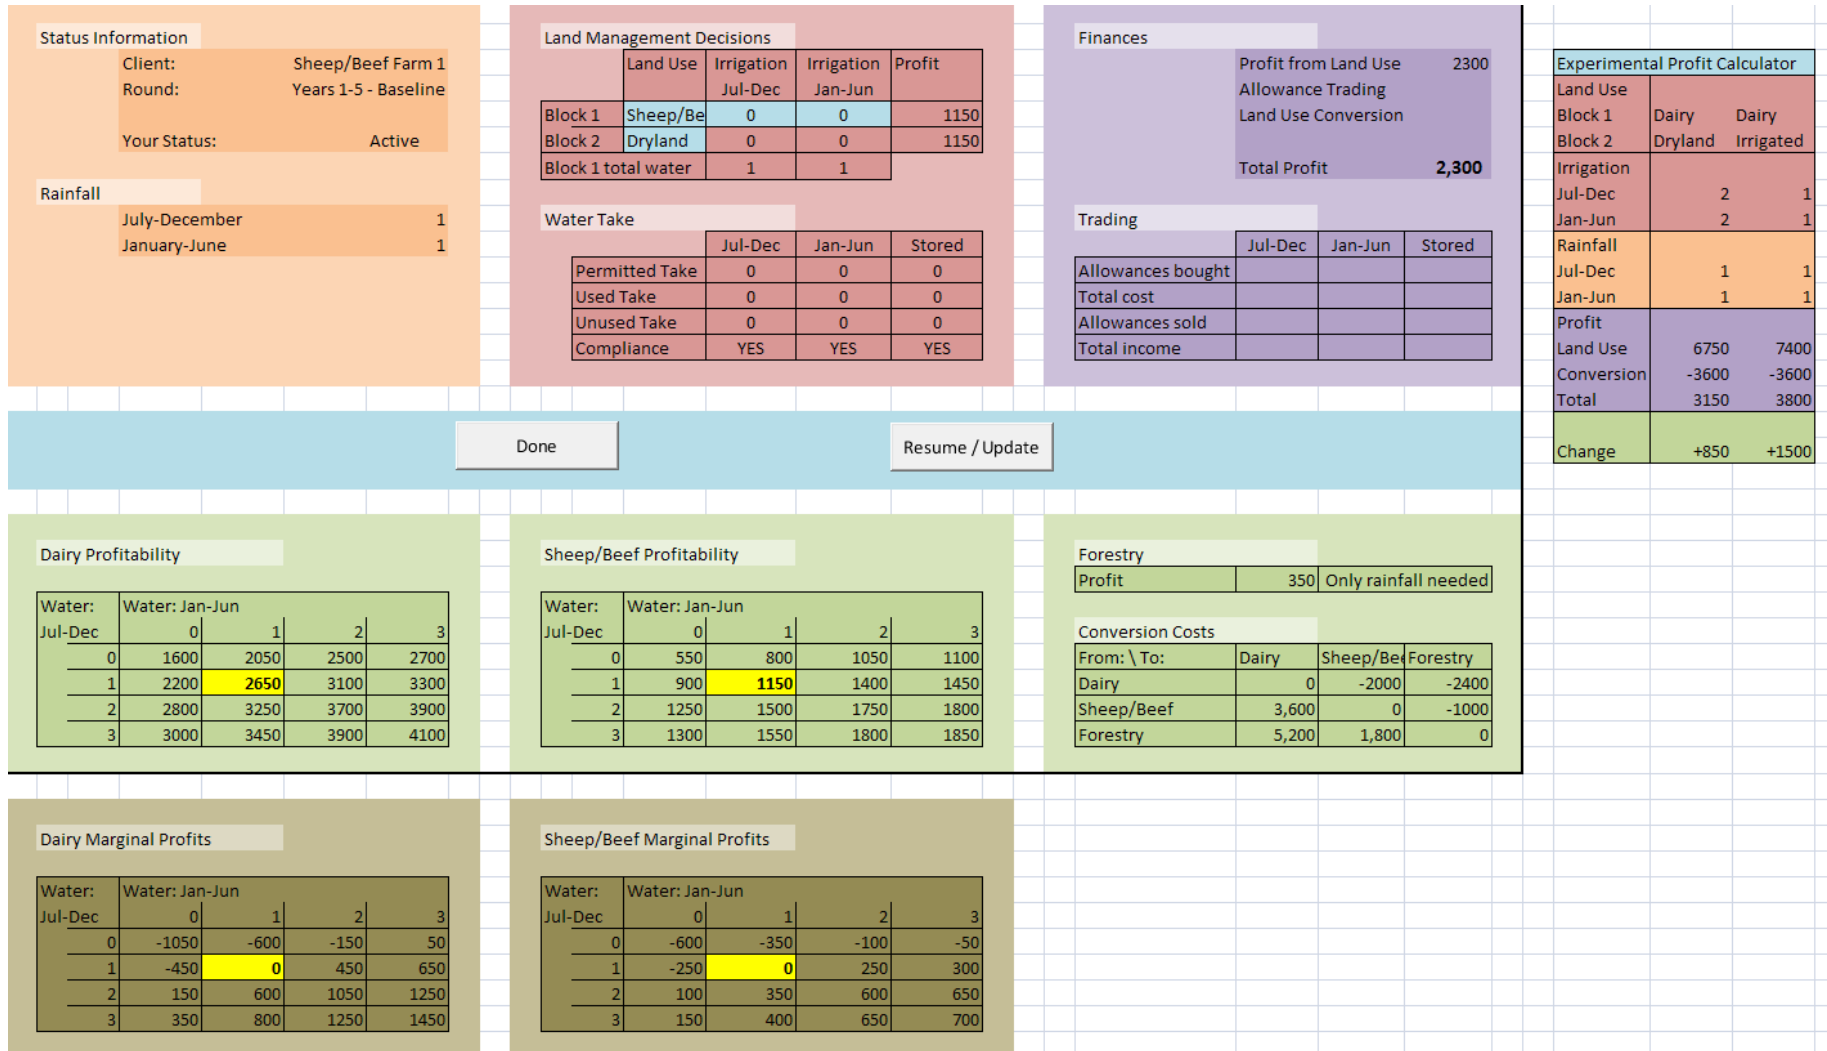 Status Information
Client: Sheep/Beef Farm 1
Round: Years 1-5 - Baseline
Your Status: Active
Rainfall
July-December 1
January-June 1
Land Management Decisions
Land Use Irrigation Irrigation Profit
Jul-Dec Jan-Jun
Block 1 Sheep/Be 0 0 1150
Block 2 Dryland 0 0 1150
Block 1 total water 1 1
Water Take
Jul-Dec Jan-Jun Stored
Permitted Take 0 0 0
Used Take 0 0 0
Unused Take 0 0 0
Compliance YES YES YES
Finances
Profit from Land Use 2300
Allowance Trading
Land Use Conversion
Total Profit 2,300
Trading
Jul-Dec Jan-Jun Stored
Allowances bought
Total cost
Allowances sold
Total income
Experimental Profit Calculator
Land Use
Block 1 Dairy Dairy
Block 2 Dryland Irrigated
Irrigation
Jul-Dec 2 1
Jan-Jun 2 1
Rainfall
Jul-Dec 1 1
Jan-Jun 1 1
Profit
Land Use 6750 7400
Conversion -3600 -3600
Total 3150 3800
Change +850 +1500
Done
Resume / Update
Dairy Profitability
Water: Water: Jan-Jun
Jul-Dec 0 1 2 3
0 1600 2050 2500 2700
1 2200 2650 3100 3300
2 2800 3250 3700 3900
3 3000 3450 3900 4100
Sheep/Beef Profitability
Water: Water: Jan-Jun
Jul-Dec 0 1 2 3
0 550 800 1050 1100
1 900 1150 1400 1450
2 1250 1500 1750 1800
3 1300 1550 1800 1850
Forestry
Profit 350 Only rainfall needed
Conversion Costs
From: \ To: Dairy Sheep/Bee Forestry
Dairy 0 -2000 -2400
Sheep/Beef 3,600 0 -1000
Forestry 5,200 1,800 0
Dairy Marginal Profits
Water: Water: Jan-Jun
Jul-Dec 0 1 2 3
0 -1050 -600 -150 50
1 -450 0 450 650
2 150 600 1050 1250
3 350 800 1250 1450
Sheep/Beef Marginal Profits
Water: Water: Jan-Jun
Jul-Dec 0 1 2 3
0 -600 -350 -100 -50
1 -250 0 250 300
2 100 350 600 650
3 150 400 650 700